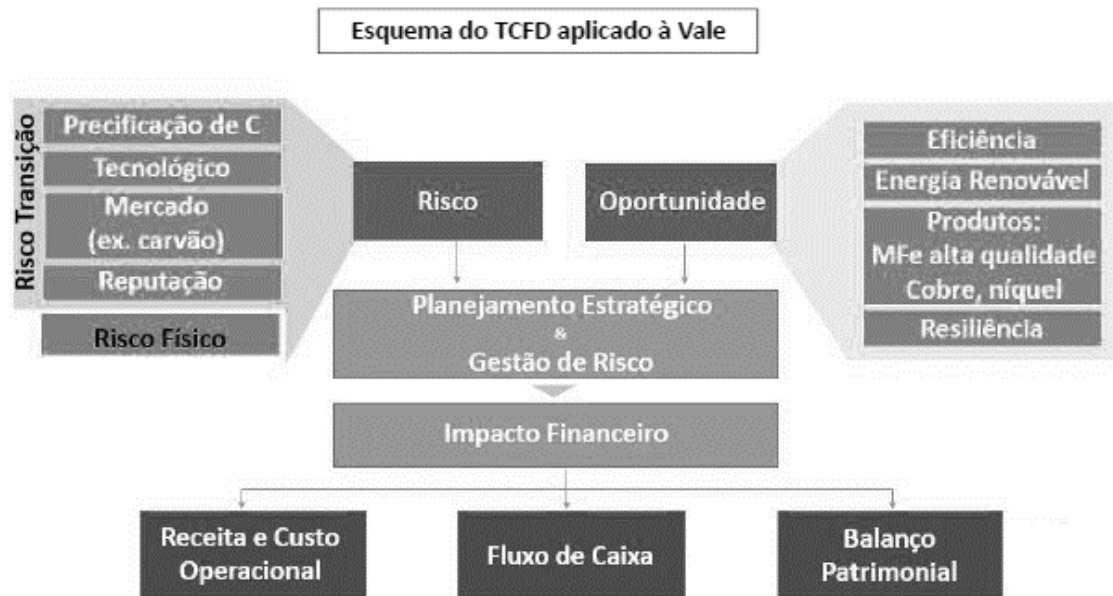 Esquema do TCFD aplicado à Vale
Risco Transição
Precificação de C
Tecnológico
Mercado
(ex. carvão)
Reputação
Risco Físico
Risco
Oportunidade
Eficiência
Energia Renovável
Produtos:
MFe alta qualidade
Cobre, níquel
Resiliência
Planejamento Estratégico
&
Gestão de Risco
Impacto Financeiro
Receita e Custo
Operacional
Fluxo de Caixa
Balanço
Patrimonial